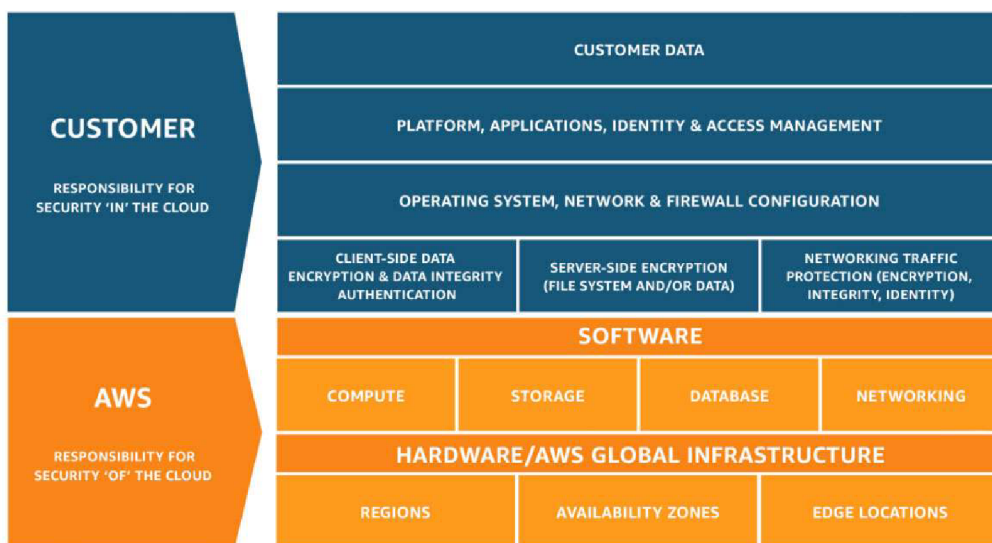 CUSTOMER
RESPONSIBILITY FOR
SECURITY ‘IN’ THE CLOUD
CUSTOMER DATA
PLATFORM, APPLICATIONS, IDENTITY & ACCESS MANAGEMENT
OPERATING SYSTEM, NETWORK & FIREWALL CONFIGURATION
CLIENT-SIDE DATA
ENCRYPTION & DATA INTEGRITY
AUTHENTICATION
SERVER-SIDE ENCRYPTION
(FILE SYSTEM AND/OR DATA)
NETWORKING TRAFFIC
PROTECTION (ENCRYPTION,
INTEGRITY, IDENTITY)
AWS
RESPONSIBILITY FOR
SECURITY ‘OF’ THE CLOUD
SOFTWARE
COMPUTE
STORAGE
DATABASE
NETWORKING
HARDWARE/AWS GLOBAL INFRASTRUCTURE
REGIONS
AVAILABILITY ZONES
EDGE LOCATIONS